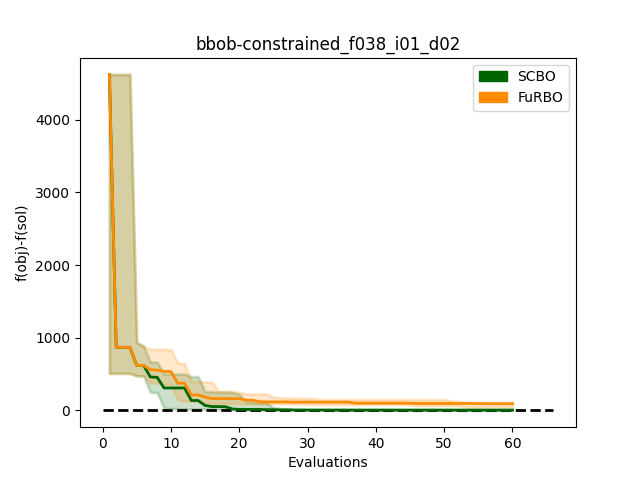 bbob-constrained_f038_i01_d02
SCBO
FuRBO
f(obj)-f(sol)
4000
3000
2000
1000
0
0 10 20 30 40 50 60
Evaluations